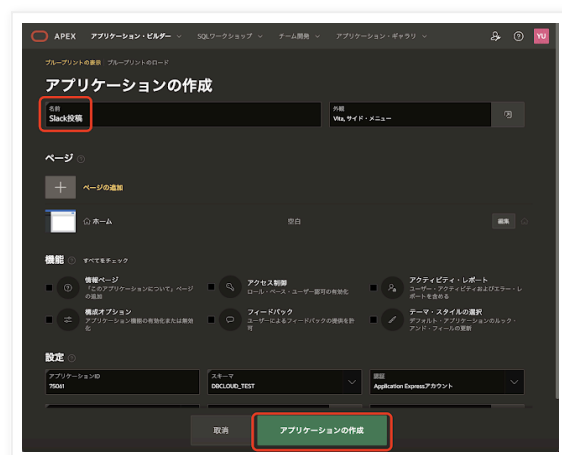 APEX アプリケーション・ビルダー SQLワークショップ チーム開発 アプリケーション・ギャラリ YU
ブループリントの表示 ブループリントのロード
アプリケーションの作成
名前
Slack投稿
外観
Vita, サイド・メニュー
ページ
ページの追加
ホーム 空白 編集
機能 すべてをチェック
情報ページ
「このアプリケーションについて」ページ
の追加
アクセス制御
ロール・ベース・ユーザー認可の有効化
アクティビティ・レポート
ユーザー・アクティビティおよびエラー・レ
ポートを含める
構成オプション
アプリケーション機能の有効化または無効
化
フィードバック
ユーザーによるフィードバックの提供を許
可
テーマ・スタイルの選択
デフォルト・アプリケーションのルック・
アンド・フィールの更新
設定
アプリケーションID
75061
スキーマ
DBCLOUD_TEST
認証
Application Expressアカウント
取消 アプリケーションの作成